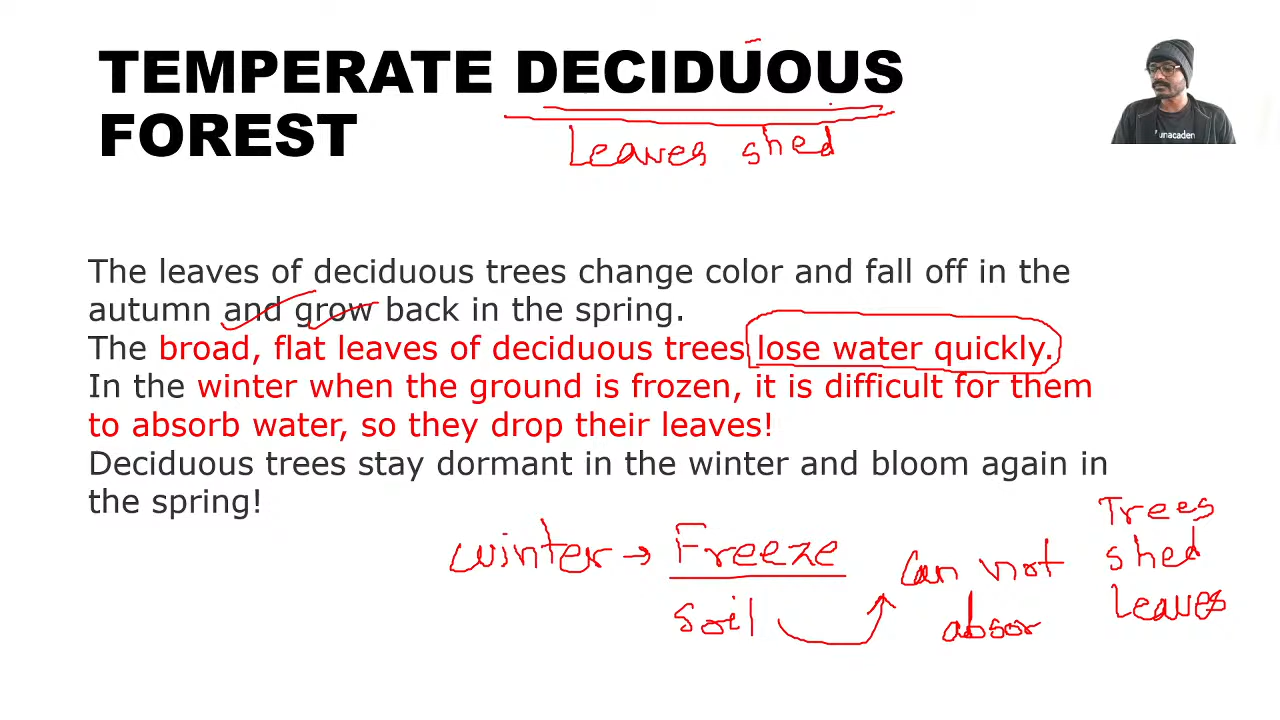 TEMPERATE DECIDUOUS
FOREST
Leaves shed
unacaden
The leaves of deciduous trees change color and fall off in the
autumn and grow back in the spring.
The broad, flat leaves of deciduous trees lose water quickly.
In the winter when the ground is frozen, it is difficult for them
to absorb water, so they drop their leaves!
Deciduous trees stay dormant in the winter and bloom again in
the spring!
winter → Freeze
soil
can not
absor
Trees
shed
Leaves